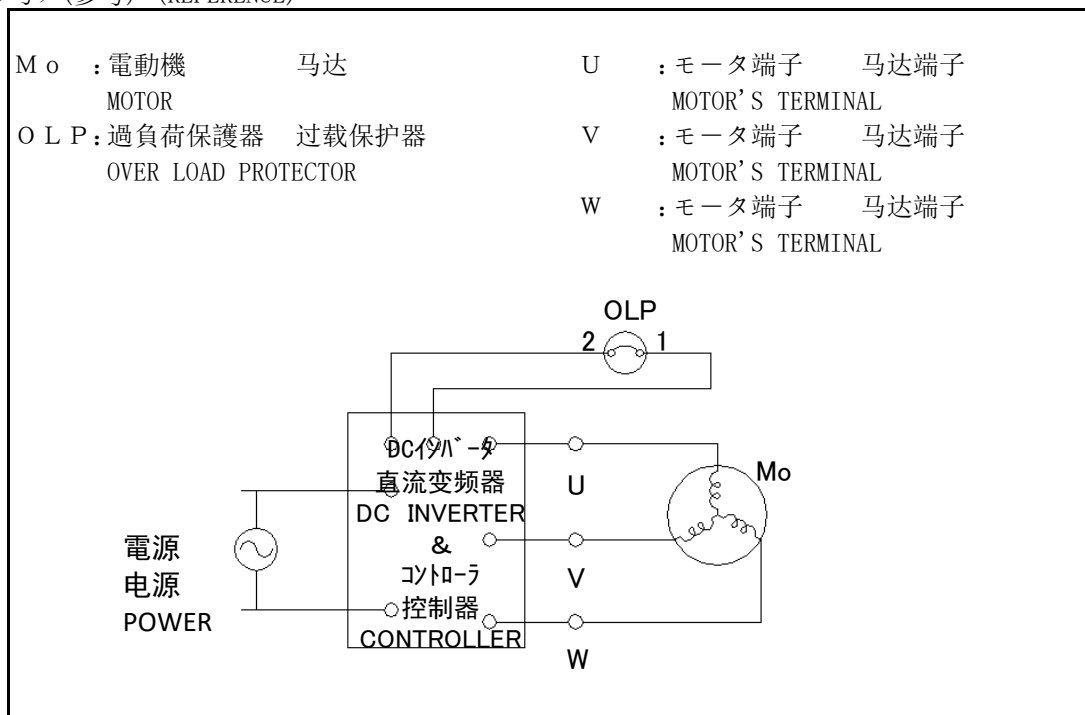 (参考) (REFERENCE)
Mo :電動機 马达
MOTOR
OLP:過負荷保護器 过载保护器
OVER LOAD PROTECTOR
U :モータ端子 马达端子
MOTOR'S TERMINAL
V :モータ端子 马达端子
MOTOR'S TERMINAL
W :モータ端子 马达端子
MOTOR'S TERMINAL
OLP
2 1
DCインバータ
直流变频器
DC INVERTER
&
コントローラ
控制器
CONTROLLER
U
V
W
Mo
電源
电源
POWER